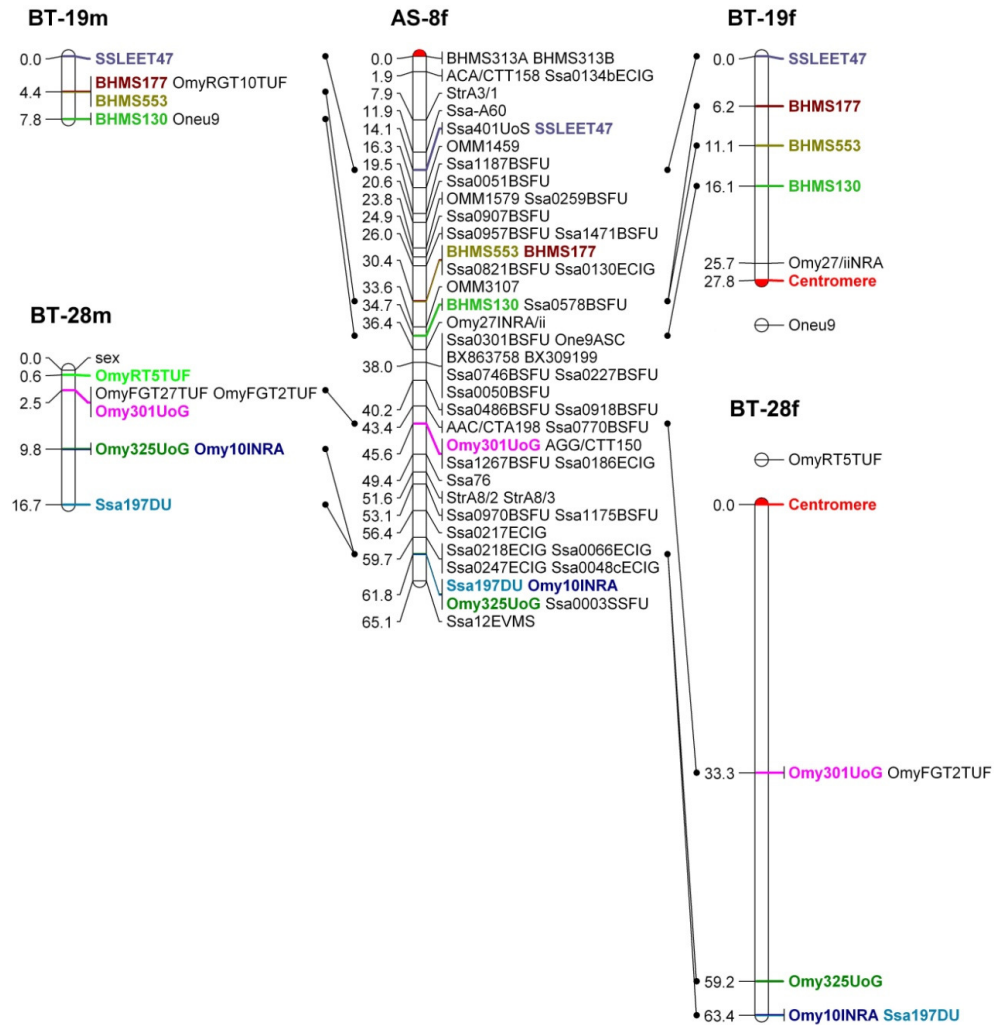 BT-19m
0.0 SSLEET47
4.4 BHMS177 OmyRGT10TUF
BHMS553
7.8 BHMS130 Oneu9
BT-28m
0.0 sex
0.6 OmyRT5TUF
2.5 OmyFGT27TUF OmyFGT2TUF
Omy301UoG
9.8 Omy325UoG Omy10INRA
16.7 Ssa197DU
AS-8f
0.0 BHMS313A BHMS313B
1.9 ACA/CTT158 Ssa0134bECIG
7.9 StrA3/1
11.9 Ssa-A60
14.1 Ssa401UoS SSLEET47
16.3 OMM1459
19.5 Ssa1187BSFU
20.6 Ssa0051BSFU
23.8 OMM1579 Ssa0259BSFU
24.9 Ssa0907BSFU
26.0 Ssa0957BSFU Ssa1471BSFU
30.4 BHMS553 BHMS177
Ssa0821BSFU Ssa0130ECIG
33.6 OMM3107
34.7 BHMS130 Ssa0578BSFU
36.4 Omy27INRA/ii
38.0 Ssa0301BSFU One9ASC
BX863758 BX309199
Ssa0746BSFU Ssa0227BSFU
Ssa0050BSFU
40.2 Ssa0486BSFU Ssa0918BSFU
43.4 AAC/CTA198 Ssa0770BSFU
45.6 Omy301UoG AGG/CTT150
Ssa1267BSFU Ssa0186ECIG
49.4 Ssa76
51.6 StrA8/2 StrA8/3
53.1 Ssa0970BSFU Ssa1175BSFU
56.4 Ssa0217ECIG
59.7 Ssa0218ECIG Ssa0066ECIG
Ssa0247ECIG Ssa0048cECIG
61.8 Ssa197DU Omy10INRA
Omy325UoG Ssa0003SSFU
65.1 Ssa12EVMS
BT-19f
0.0 SSLEET47
6.2 BHMS177
11.1 BHMS553
16.1 BHMS130
25.7 Omy27/iiNRA
27.8 Centromere
Oneu9
BT-28f
OmyRT5TUF
0.0 Centromere
33.3 Omy301UoG OmyFGT2TUF
59.2 Omy325UoG
63.4 Omy10INRA Ssa197DU